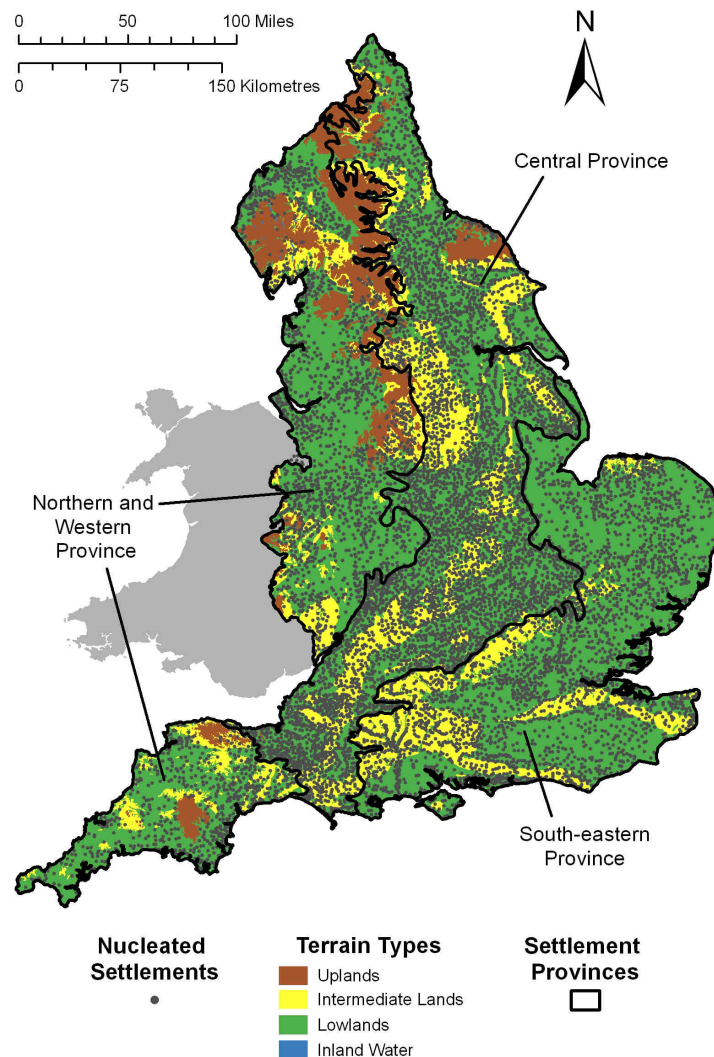 0 50 100 Miles
0 75 150 Kilometres
N
Central Province
Northern and
Western
Province
South-eastern
Province
Nucleated
Settlements
Terrain Types
Uplands
Intermediate Lands
Lowlands
Inland Water
Settlement
Provinces